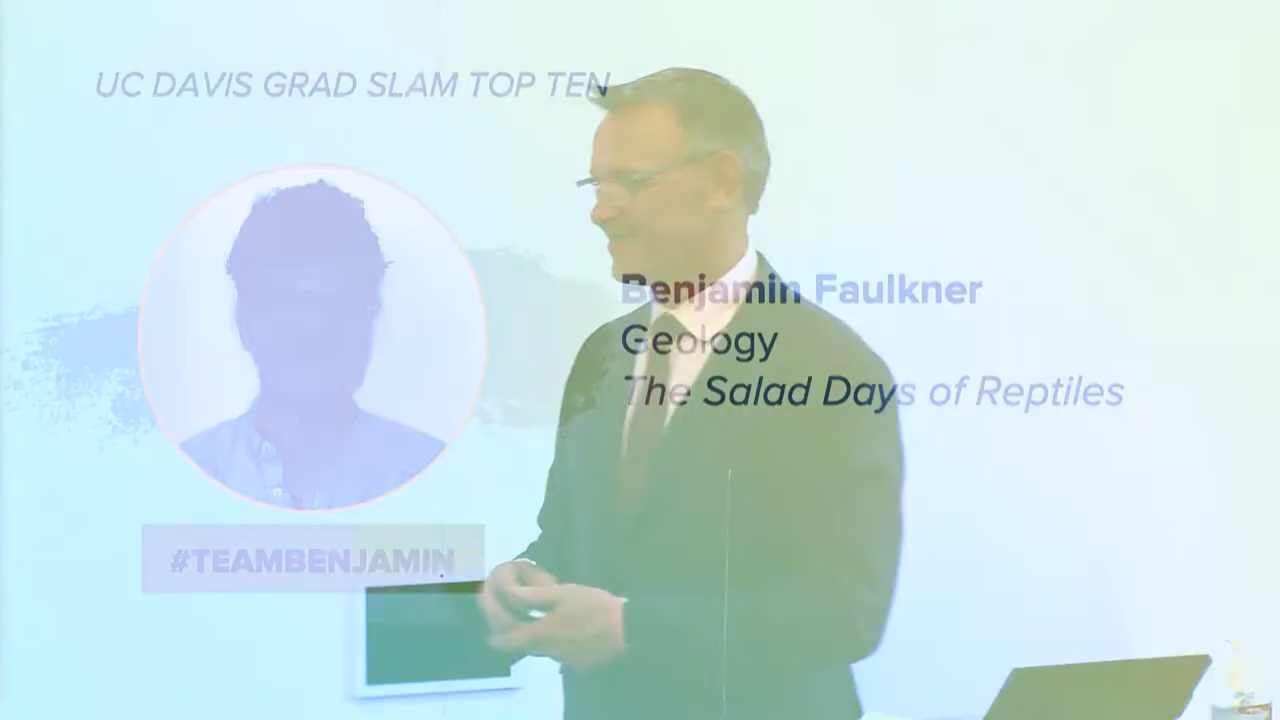 UC DAVIS GRAD SLAM TOP TEN
Benjamin Faulkner
Geology
The Salad Days of Reptiles
#TEAMBENJAMIN